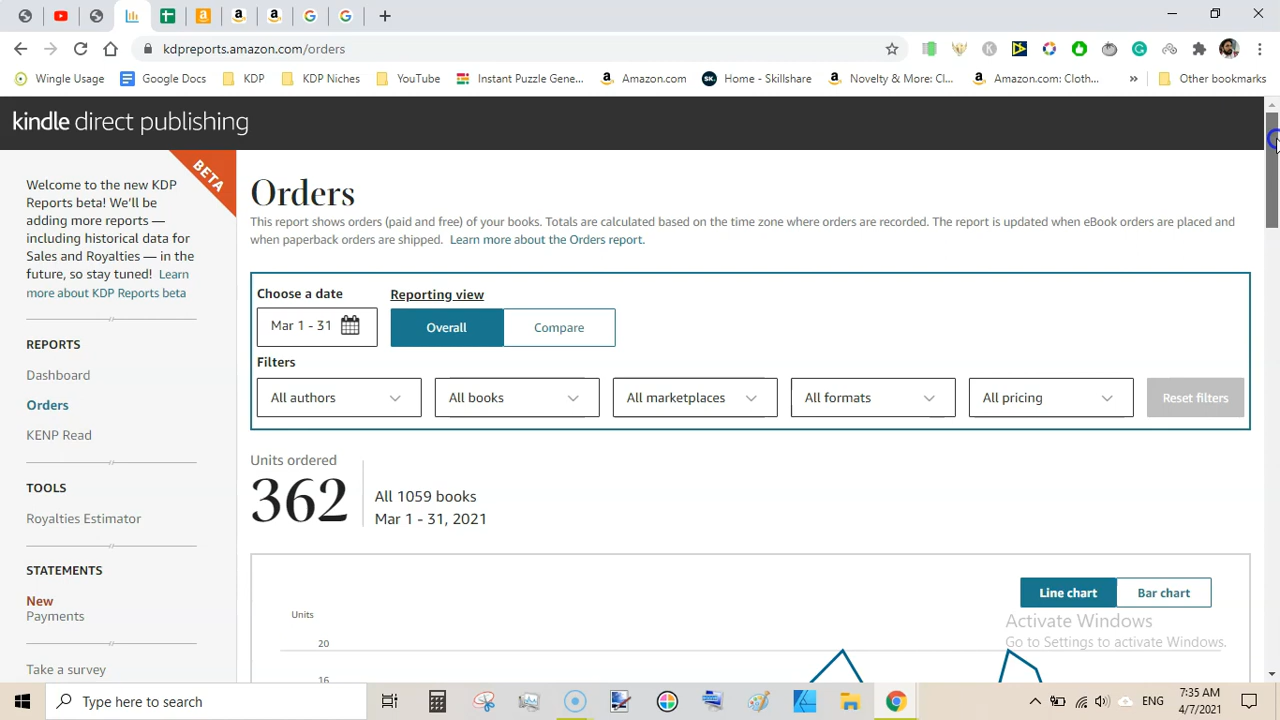 kdpreports.amazon.com/orders
Wingle Usage
Google Docs
KDP
KDP Niches
YouTube
Instant Puzzle Gene...
Amazon.com
SK
Home - Skillshare
Novelty & More: Cl...
Amazon.com: Cloth...
»
Other bookmarks
kindle direct publishing
BETA
Welcome to the new KDP
Reports beta! We'll be
adding more reports —
including historical data for
Sales and Royalties — in the
future, so stay tuned! Learn
more about KDP Reports beta
REPORTS
Dashboard
Orders
KENP Read
TOOLS
Royalties Estimator
STATEMENTS
New
Payments
Take a survey
Orders
This report shows orders (paid and free) of your books. Totals are calculated based on the time zone where orders are recorded. The report is updated when eBook orders are placed and
when paperback orders are shipped. Learn more about the Orders report.
Choose a date
Reporting view
Mar 1 - 31
Overall
Compare
Filters
All authors
All books
All marketplaces
All formats
All pricing
Reset filters
Units ordered
362
All 1059 books
Mar 1 - 31, 2021
Line chart
Bar chart
Units
20
16
Activate Windows
Go to Settings to activate Windows.
Type here to search
ENG
7:35 AM
4/7/2021